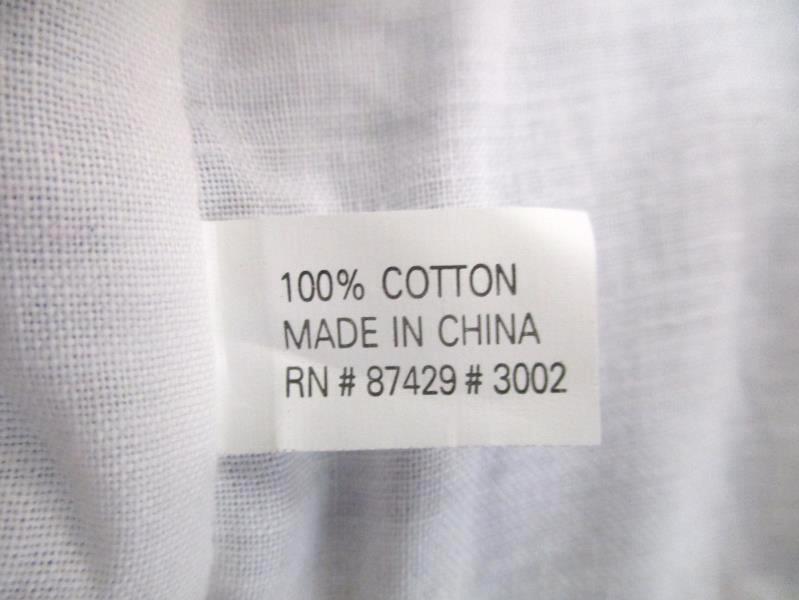 100% COTTON
MADE IN CHINA
RN # 87429 # 3002